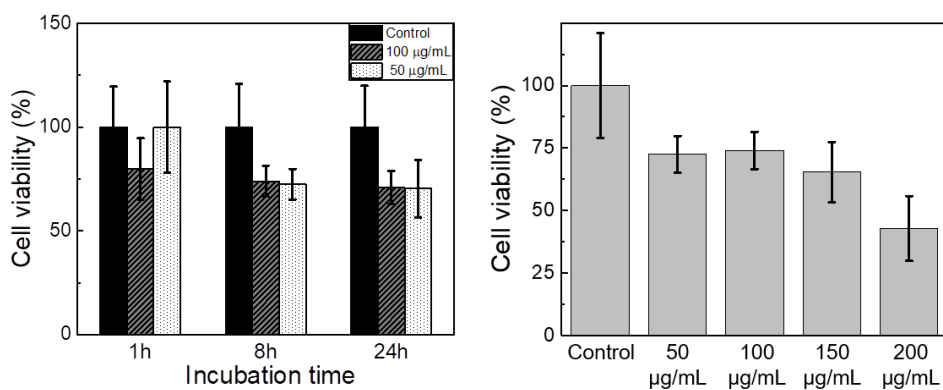 Cell viability (%)
150
100
50
0
Control
100 μg/mL
50 μg/mL
1h 8h 24h
Incubation time
Cell viability (%)
100
75
50
25
0
Control 50 100 150 200
μg/mL μg/mL μg/mL μg/mL